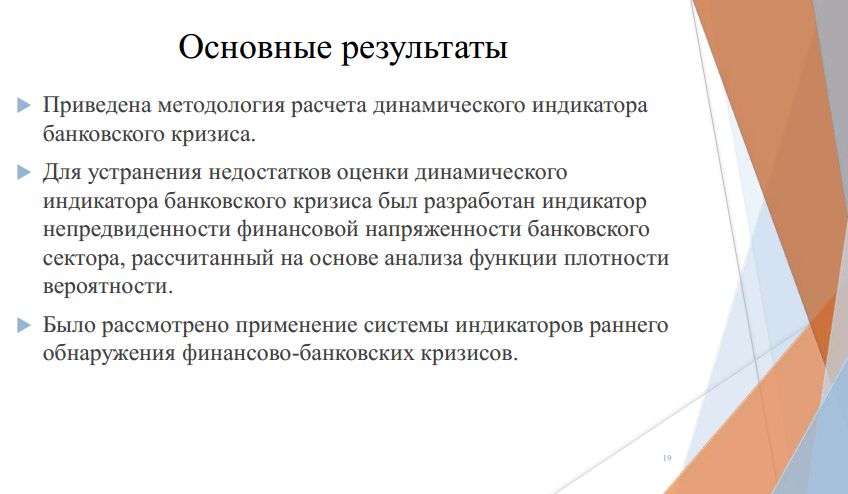 Основные результаты
Приведена методология расчета динамического индикатора
банковского кризиса.
Для устранения недостатков оценки динамического
индикатора банковского кризиса был разработан индикатор
непредвиденности финансовой напряженности банковского
сектора, рассчитанный на основе анализа функции плотности
вероятности.
Было рассмотрено применение системы индикаторов раннего
обнаружения финансово-банковских кризисов.
19